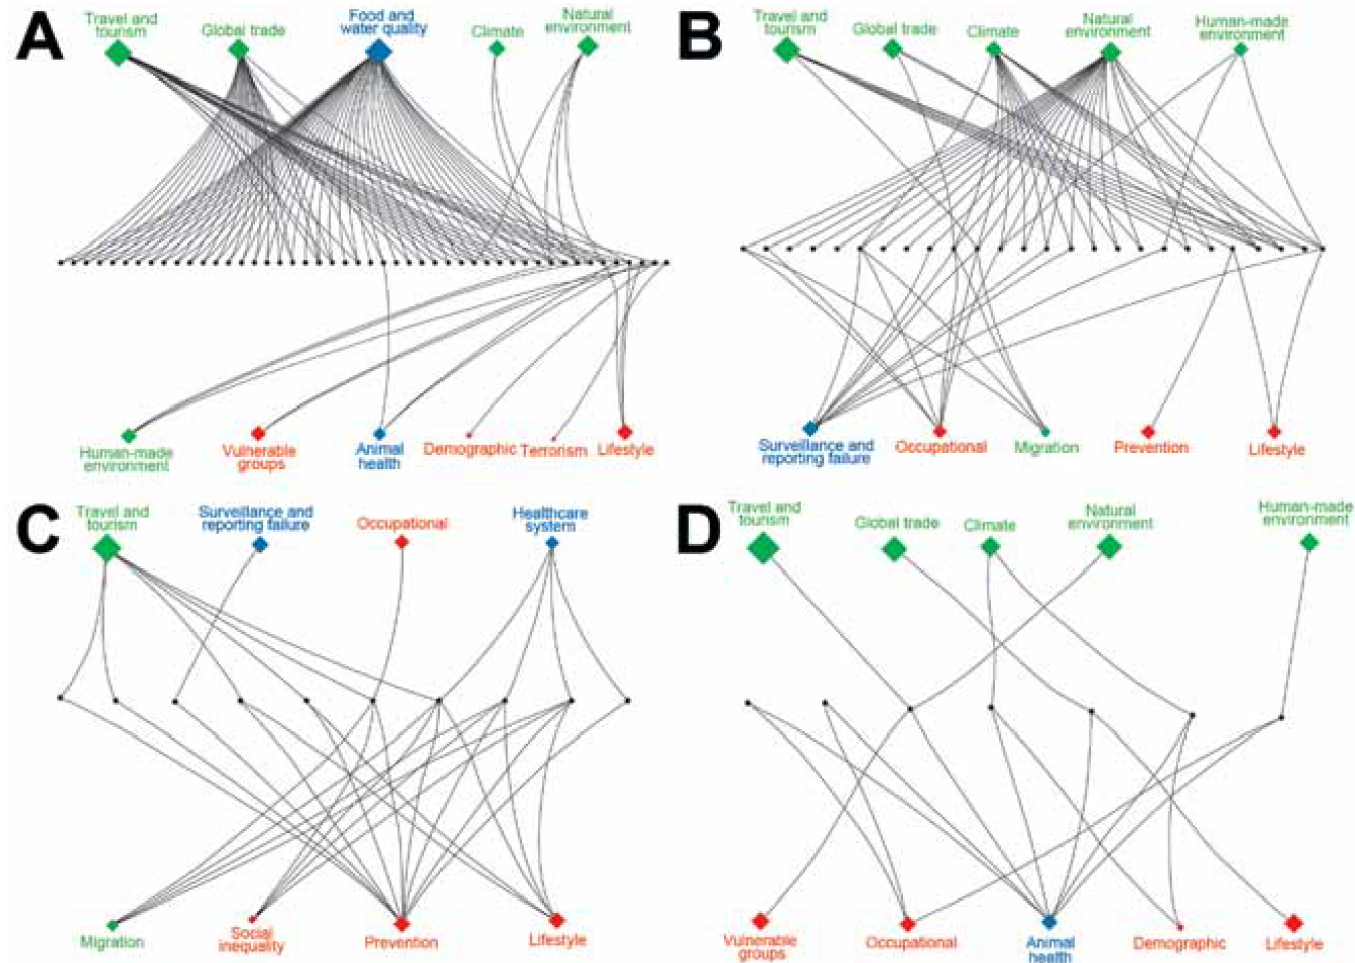 A
Travel and
tourism
Global trade
Food and
water quality
Climate
Natural
environment
Human-made
environment
Vulnerable
groups
Animal
health
Demographic
Terrorism
Lifestyle
B
Travel and
tourism
Global trade
Climate
Natural
environment
Human-made
environment
Surveillance and
reporting failure
Occupational
Migration
Prevention
Lifestyle
C
Travel and
tourism
Surveillance and
reporting failure
Occupational
Healthcare
system
Migration
Social
inequality
Prevention
Lifestyle
D
Travel and
tourism
Global trade
Climate
Natural
environment
Human-made
environment
Vulnerable
groups
Occupational
Animal
health
Demographic
Lifestyle